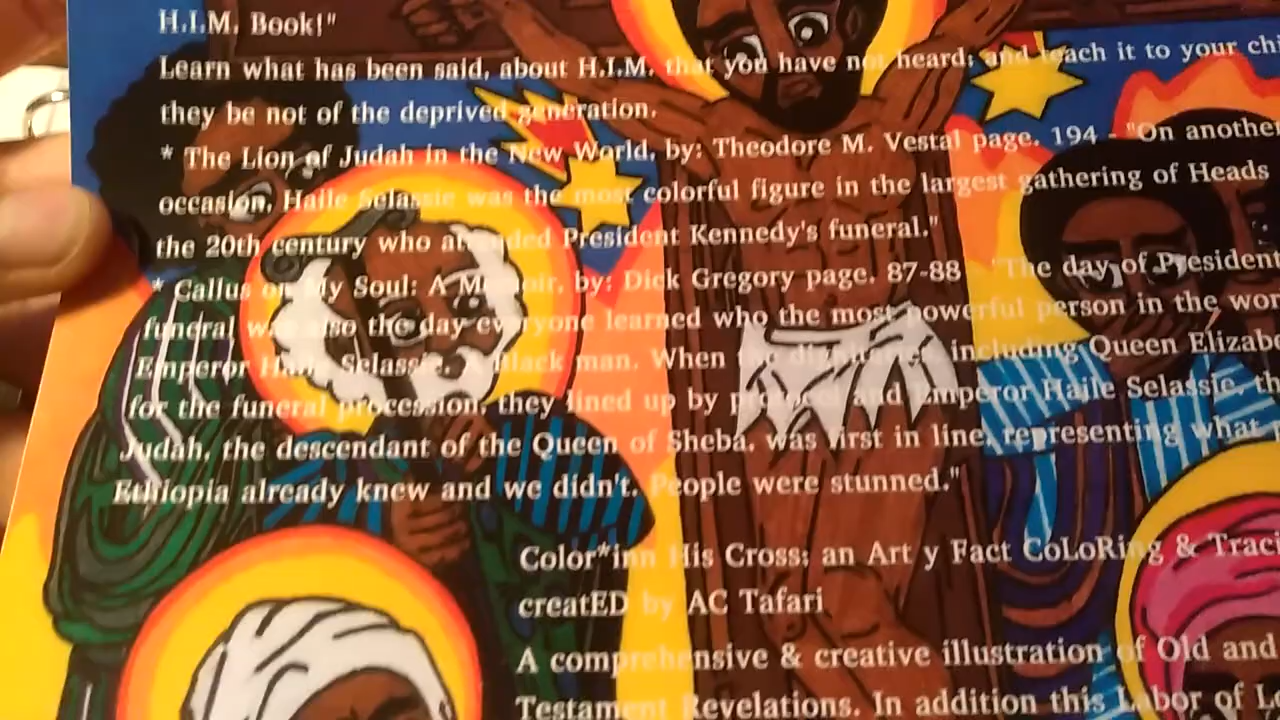 H.I.M. Book!"
Learn what has been said, about H.I.M. that you have not heard; and teach it to your
they be not of the deprived generation.
* The Lion of Judah in the New World, by: Theodore M. Vestal page. 194 - "On another
occasion, Haile Selassie was the most colorful figure in the largest gathering of Heads
the 20th century who attended President Kennedy's funeral."
* Callus on My Soul: A Memoir, by: Dick Gregory page. 87-88 "The day of President
funeral was also the day everyone learned who the most powerful person in the
Emperor Haile Selassie. A Black man. When the dignitaries, including Queen
for the funeral procession, they lined up by protocol and Emperor Haile Selassie,
Judah, the descendant of the Queen of Sheba, was first in line, representing what
Ethiopia already knew and we didn't. People were stunned."
Color*inn His Cross; an Art y Fact CoLoRing &
creatED by AC Tafari
A comprehensive & creative illustration of Old and
Testament Revelations. In addition this Labor of